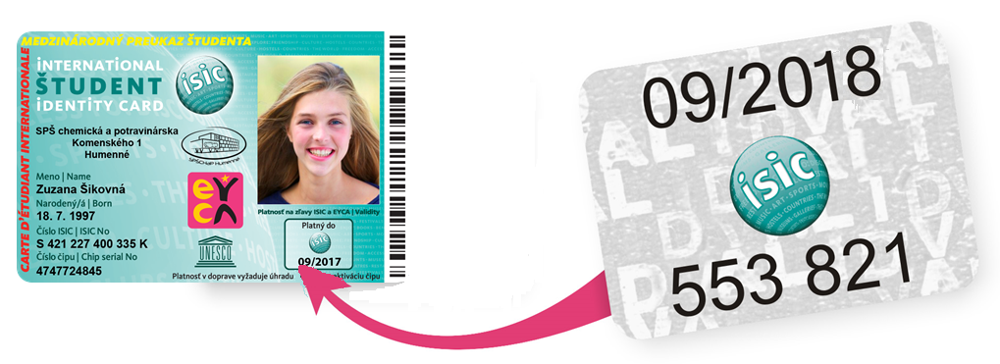 MEDZINÁRODNÝ PREUKAZ ŠTUDENTA
CARTE D'ÉTUDIANT INTERNATIONALE
iNTERNATiONAL
ŠTUDENT
iDENTiTY CARD
isic
SPŠ chemická a potravinárska
Komenského 1
Humenné
SPŠCHaP Humenné
Meno | Name
Zuzana Šikovná
Narodený/á | Born
18. 7. 1997
Číslo ISIC | ISIC No
S 421 227 400 335 K
Číslo čipu | Chip serial No
4747724845
EYCA
UNESCO
Platnosť na zľavy ISIC a EYCA | Validity
Platný do
isic
09/2017
Platnosť v doprave vyžaduje úhradu
aktiváciu čipu
09/2018
isic
553 821